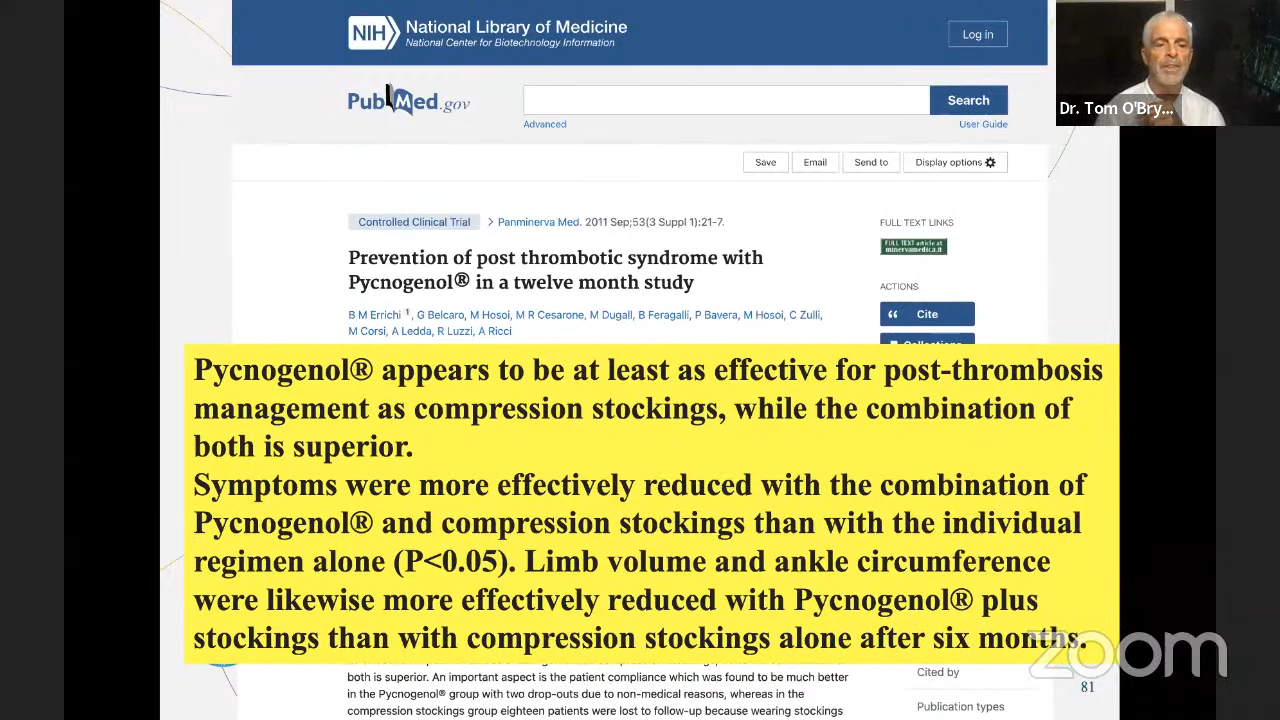 NIH National Library of Medicine
National Center for Biotechnology Information
Log in
Dr. Tom O'Bry...
PubMed.gov
Search
Advanced
User Guide
Save
Email
Send to
Display options
Controlled Clinical Trial
> Panminerva Med. 2011 Sep;53(3 Suppl 1):21-7.
FULL TEXT LINKS
FULL TEXT article at
minervamedica.it
Prevention of post thrombotic syndrome with
Pycnogenol® in a twelve month study
ACTIONS
Cite
B M Errichi 1, G Belcaro, M Hosoi, M R Cesarone, M Dugall, B Feragalli, P Bavera, M Hosoi, C Zulli,
M Corsi, A Ledda, R Luzzi, A Ricci
Pycnogenol® appears to be at least as effective for post-thrombosis
management as compression stockings, while the combination of
both is superior.
Symptoms were more effectively reduced with the combination of
Pycnogenol® and compression stockings than with the individual
regimen alone (P<0.05). Limb volume and ankle circumference
were likewise more effectively reduced with Pycnogenol® plus
stockings than with compression stockings alone after six months.
zoom
both is superior. An important aspect is the patient compliance which was found to be much better
in the Pycnogenol® group with two drop-outs due to non-medical reasons, whereas in the
compression stockings group eighteen patients were lost to follow-up because wearing stockings
Cited by
81
Publication types